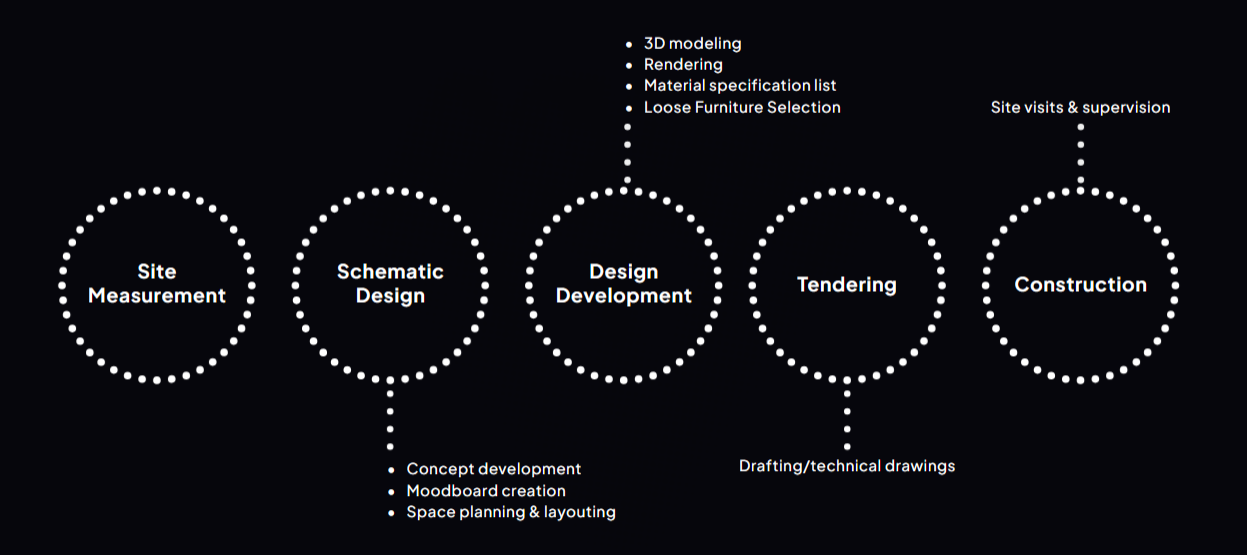 • 3D modeling
• Rendering
• Material specification list
• Loose Furniture Selection
Site visits & supervision
Site
Measurement
Schematic
Design
Design
Development
Tendering
Construction
• Concept development
• Moodboard creation
• Space planning & layouting
Drafting/technical drawings